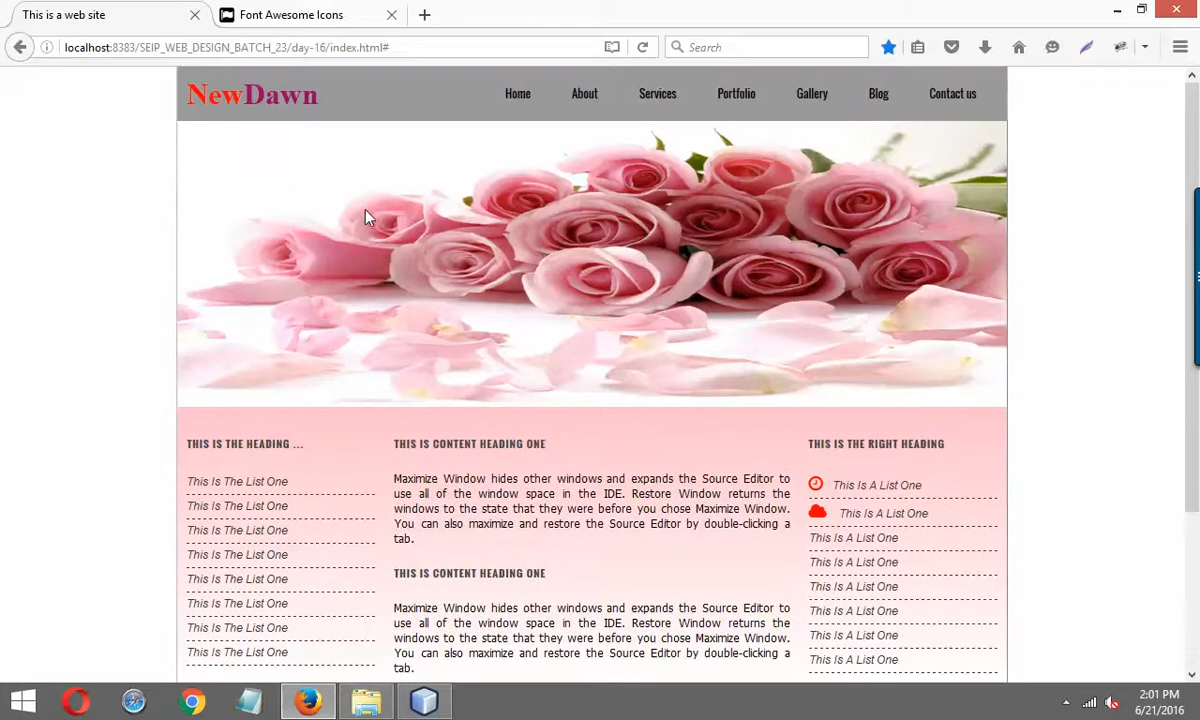 This is a web site
Font Awesome Icons
localhost:8383/SEIP_WEB_DESIGN_BATCH_23/day-16/index.html#
Search
NewDawn
Home About Services Portfolio Gallery Blog Contact us
THIS IS THE HEADING ...
This Is The List One
This Is The List One
This Is The List One
This Is The List One
This Is The List One
This Is The List One
This Is The List One
This Is The List One
THIS IS CONTENT HEADING ONE
Maximize Window hides other windows and expands the Source Editor to
use all of the window space in the IDE. Restore Window returns the
windows to the state that they were before you chose Maximize Window.
You can also maximize and restore the Source Editor by double-clicking a
tab.
THIS IS CONTENT HEADING ONE
Maximize Window hides other windows and expands the Source Editor to
use all of the window space in the IDE. Restore Window returns the
windows to the state that they were before you chose Maximize Window.
You can also maximize and restore the Source Editor by double-clicking a
tab.
THIS IS THE RIGHT HEADING
This Is A List One
This Is A List One
This Is A List One
This Is A List One
This Is A List One
This Is A List One
This Is A List One
This Is A List One
2:01 PM
6/21/2016